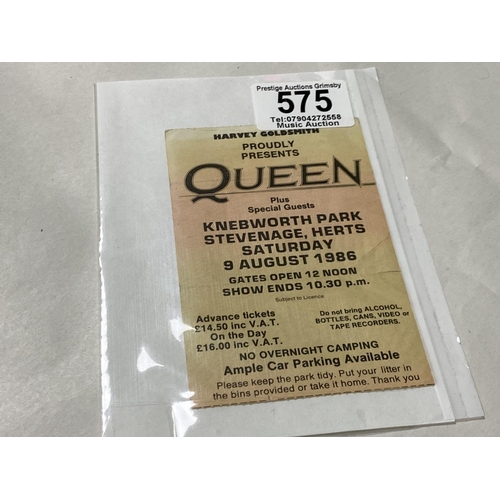 Prestige Auctions Grimsby
575
Tel:07904272558
Music Auction
HARVEY GOLDSMITH
PROUDLY
PRESENTS
QUEEN
Plus
Special Guests
KNEBWORTH PARK
STEVENAGE, HERTS
SATURDAY
9 AUGUST 1986
GATES OPEN 12 NOON
SHOW ENDS 10.30 p.m.
Subject to Licence
Advance tickets
£14.50 inc V.A.T.
On the Day
£16.00 inc V.A.T.
Do not bring ALCOHOL,
BOTTLES, CANS, VIDEO or
TAPE RECORDERS.
NO OVERNIGHT CAMPING
Ample Car Parking Available
Please keep the park tidy. Put your litter in
the bins provided or take it home. Thank you